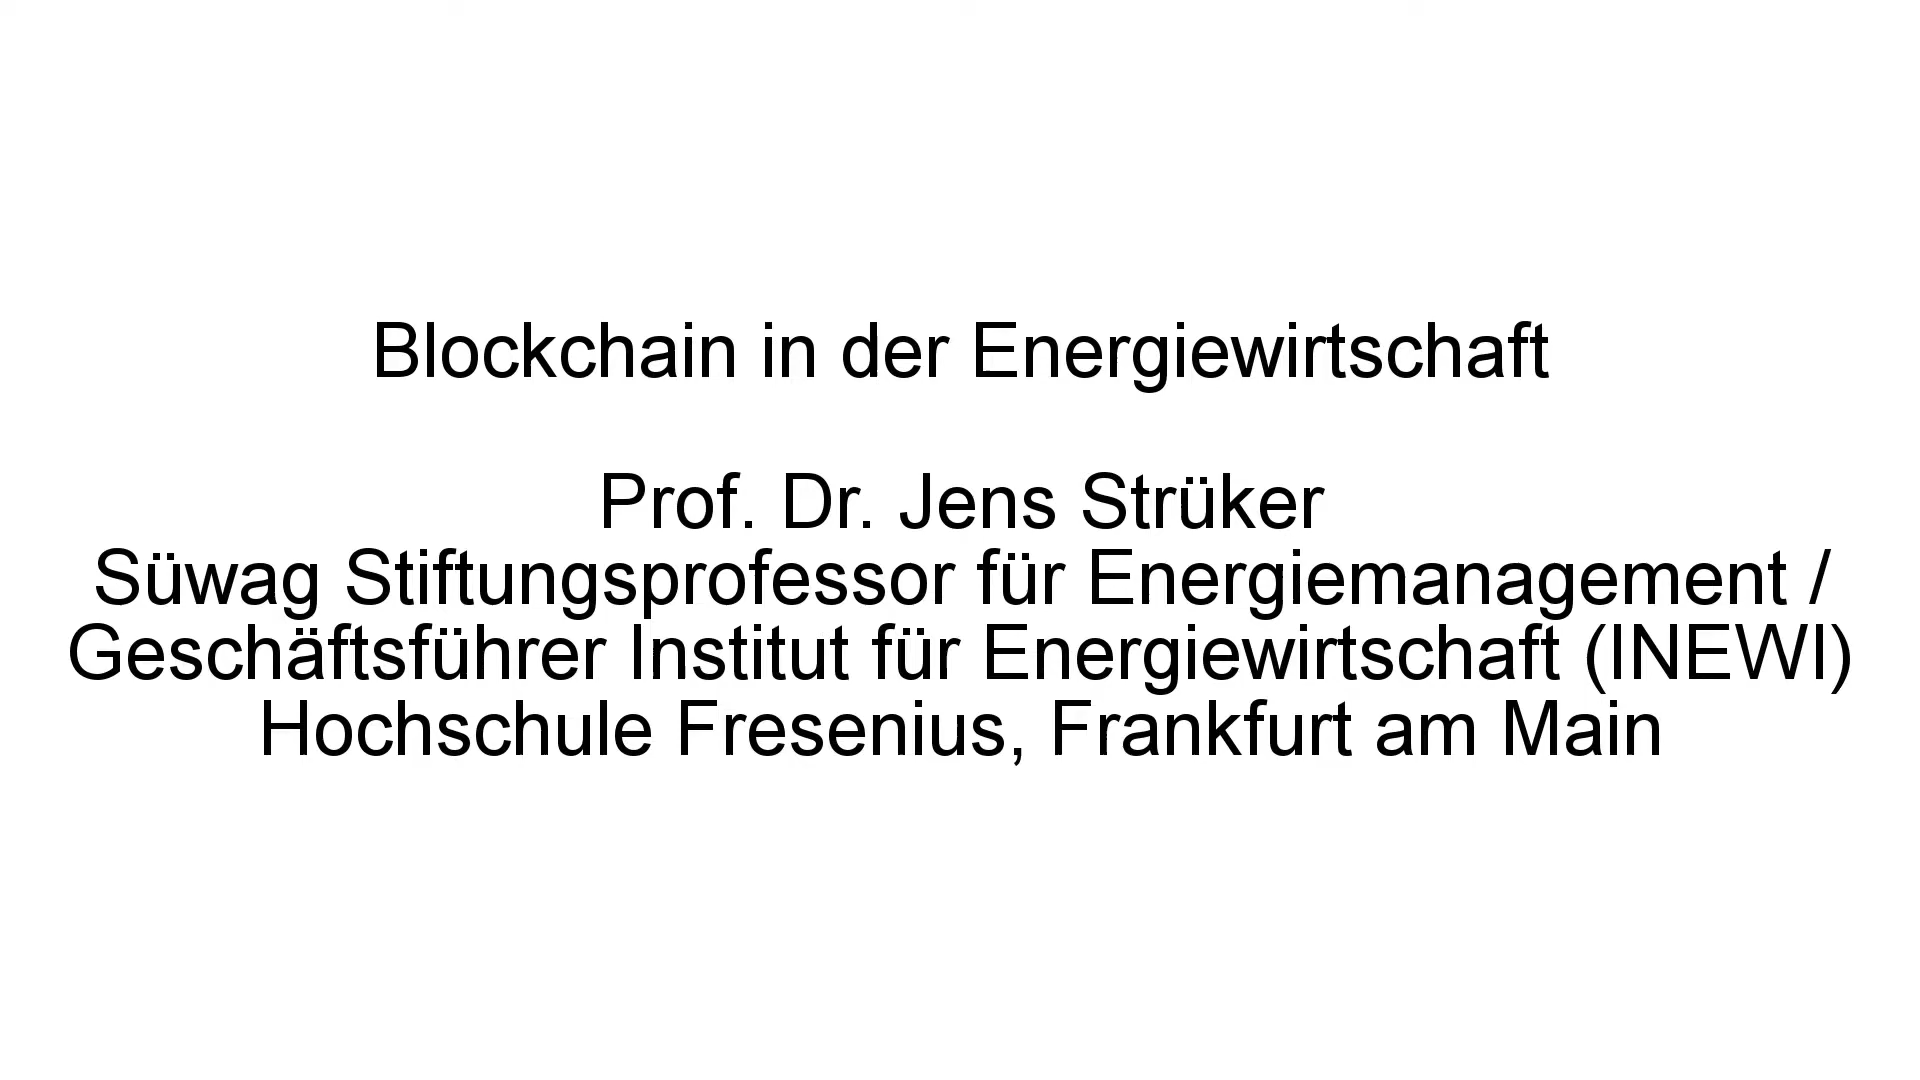 Blockchain in der Energiewirtschaft
Prof. Dr. Jens Strüker
Süwag Stiftungsprofessor für Energiemanagement /
Geschäftsführer Institut für Energiewirtschaft (INEWI)
Hochschule Fresenius, Frankfurt am Main